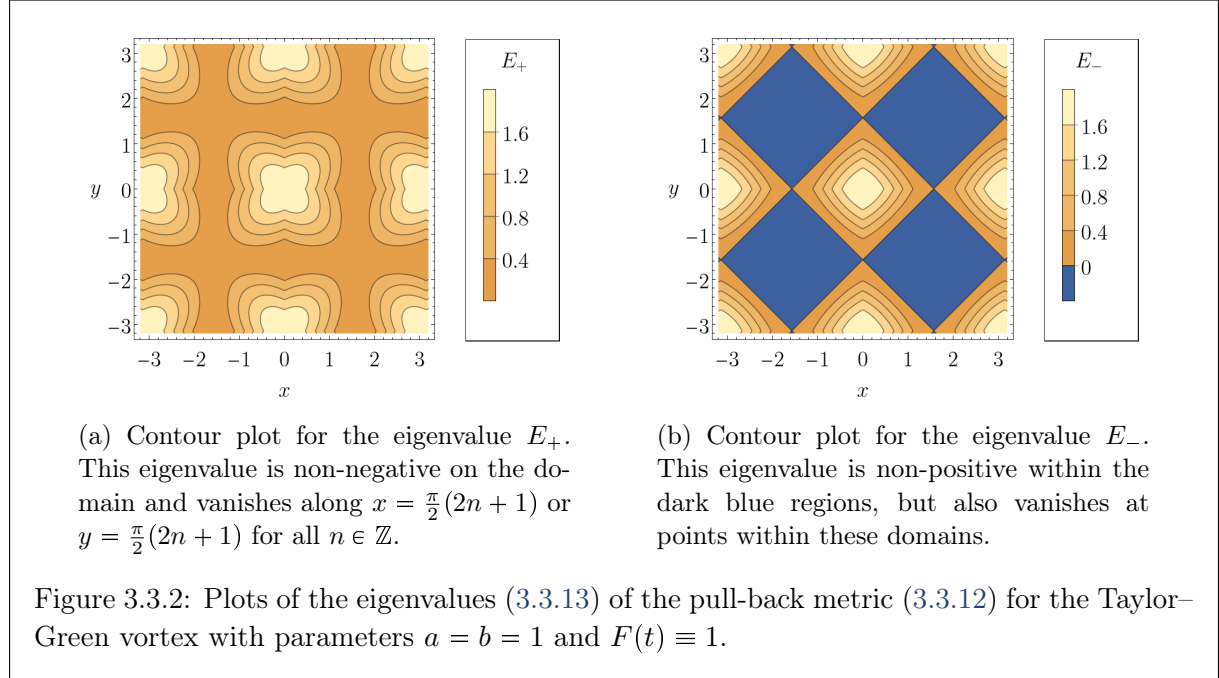 E₊
1.6
1.2
0.8
0.4
3
2
1
y 0
−1
−2
−3
−3 −2 −1 0 1 2 3
x
E₋
1.6
1.2
0.8
0.4
0
3
2
1
y 0
−1
−2
−3
−3 −2 −1 0 1 2 3
x
(a) Contour plot for the eigenvalue E₊.
This eigenvalue is non-negative on the do-
main and vanishes along x = π/2 (2n + 1) or
y = π/2 (2n + 1) for all n ∈ ℤ.
(b) Contour plot for the eigenvalue E₋.
This eigenvalue is non-positive within the
dark blue regions, but also vanishes at
points within these domains.
Figure 3.3.2: Plots of the eigenvalues (3.3.13) of the pull-back metric (3.3.12) for the Taylor–
Green vortex with parameters a = b = 1 and F(t) ≡ 1.